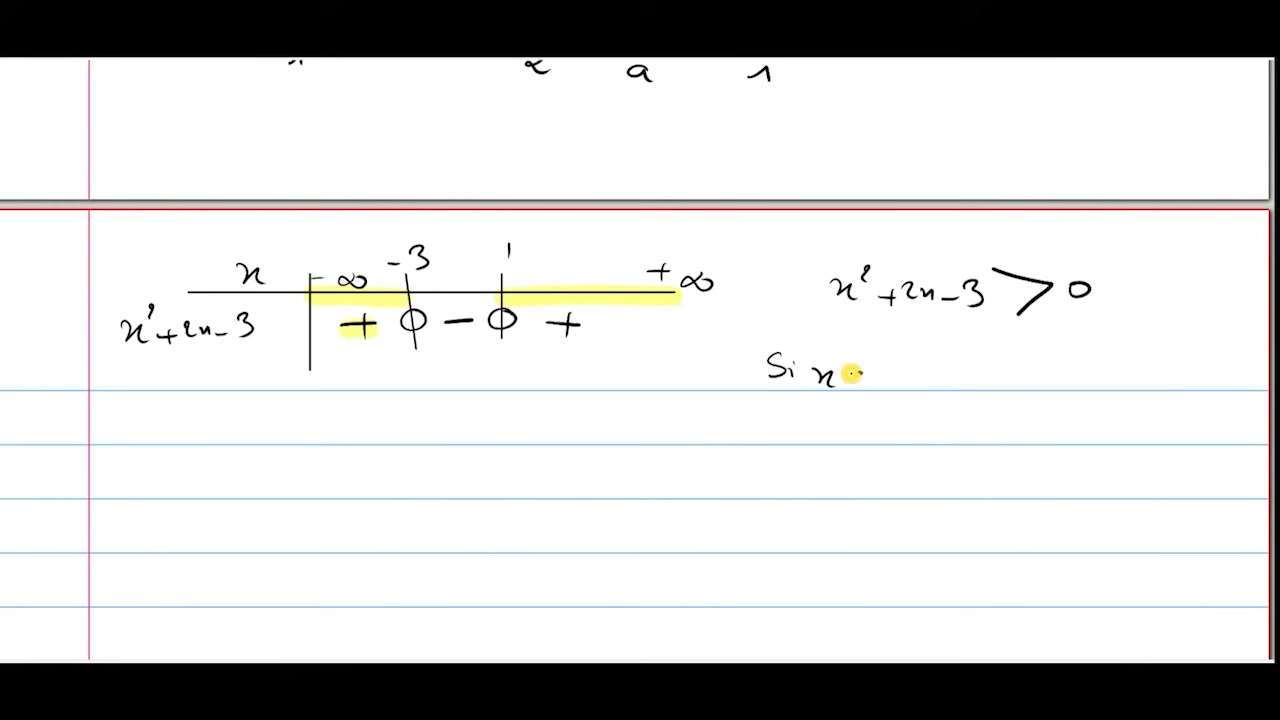 x -∞ -3 1 +∞
x²+2x-3 + 0 - 0 +
x²+2x-3 > 0
Si x